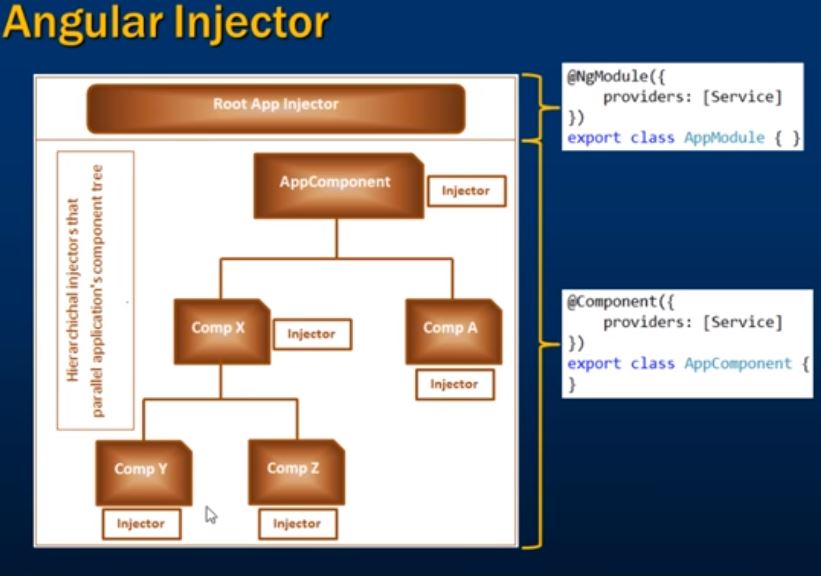 Angular Injector
Root App Injector
@NgModule({
providers: [Service]
})
export class AppModule { }
Hierarchichal injectors that
parallel application's component tree
AppComponent
Injector
Comp X
Injector
Comp A
Injector
@Component({
providers: [Service]
})
export class AppComponent {
}
Comp Y
Injector
Comp Z
Injector